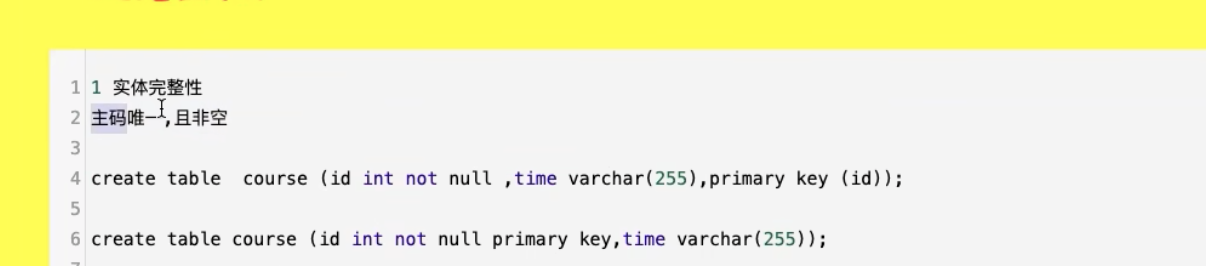 1 1 实体完整性
2 主码唯一,且非空
3
4 create table  course (id int not null ,time varchar(255),primary key (id));
5
6 create table course (id int not null primary key,time varchar(255));